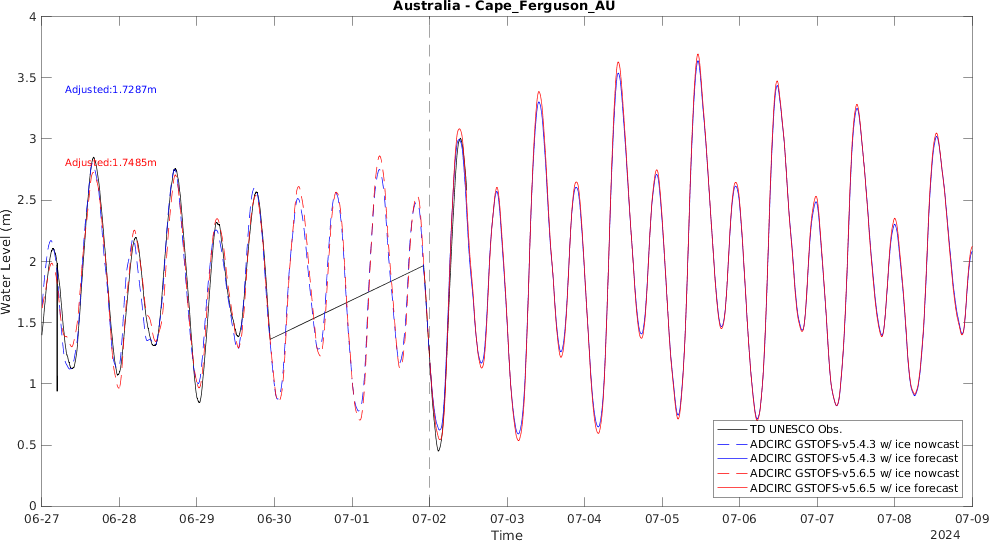 Australia - Cape_Ferguson_AU
4
3.5
3
2.5
2
1.5
1
0.5
0
Water Level (m)
Adjusted:1.7287m
Adjusted:1.7485m
TD UNESCO Obs.
ADCIRC GSTOFS-v5.4.3 w/ ice nowcast
ADCIRC GSTOFS-v5.4.3 w/ ice forecast
ADCIRC GSTOFS-v5.6.5 w/ ice nowcast
ADCIRC GSTOFS-v5.6.5 w/ ice forecast
06-27 06-28 06-29 06-30 07-01 07-02 07-03 07-04 07-05 07-06 07-07 07-08 07-09
Time
2024